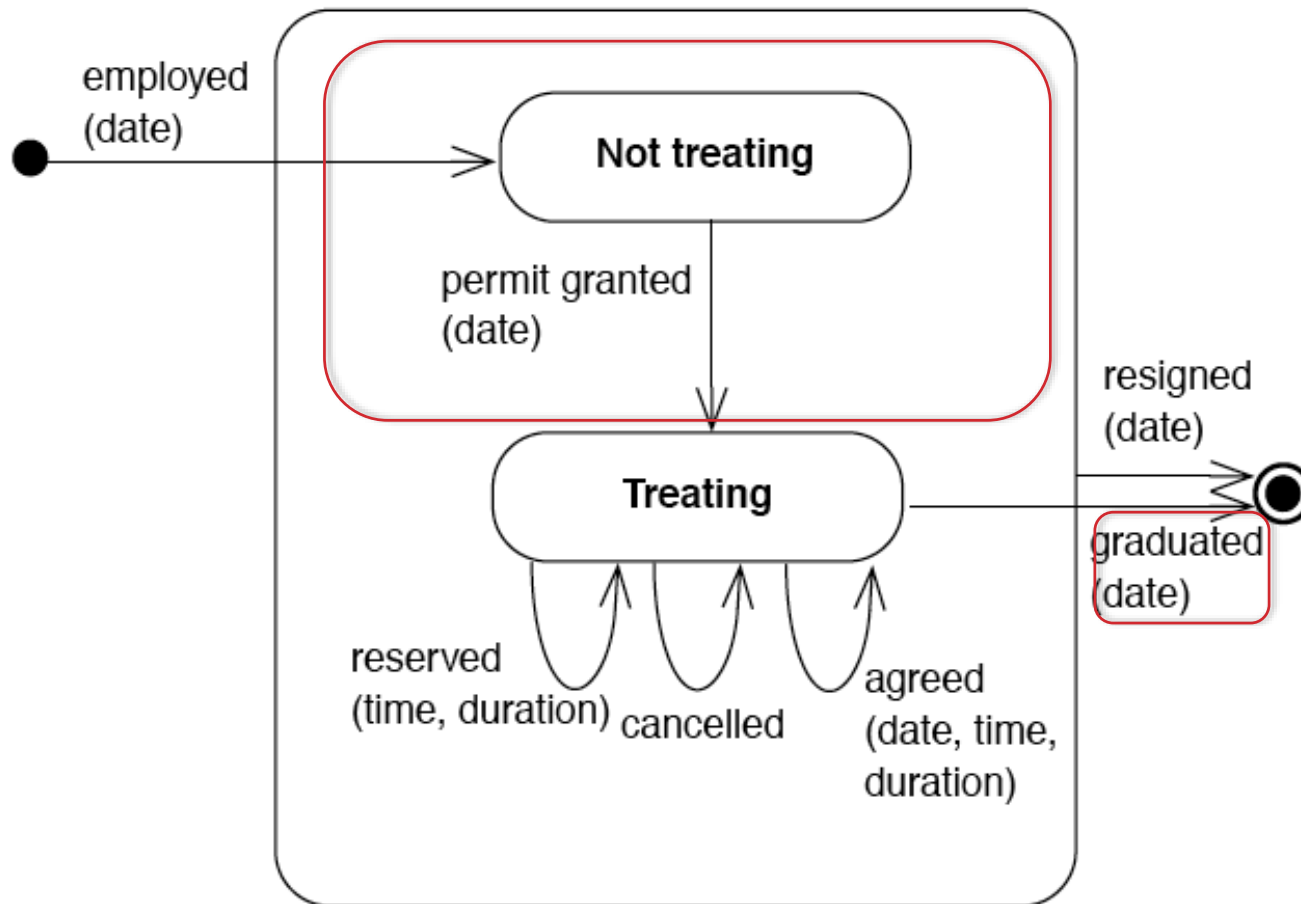 employed
(date)
Not treating
permit granted
(date)
resigned
(date)
Treating
graduated
(date)
reserved
(time, duration)
cancelled
agreed
(date, time,
duration)